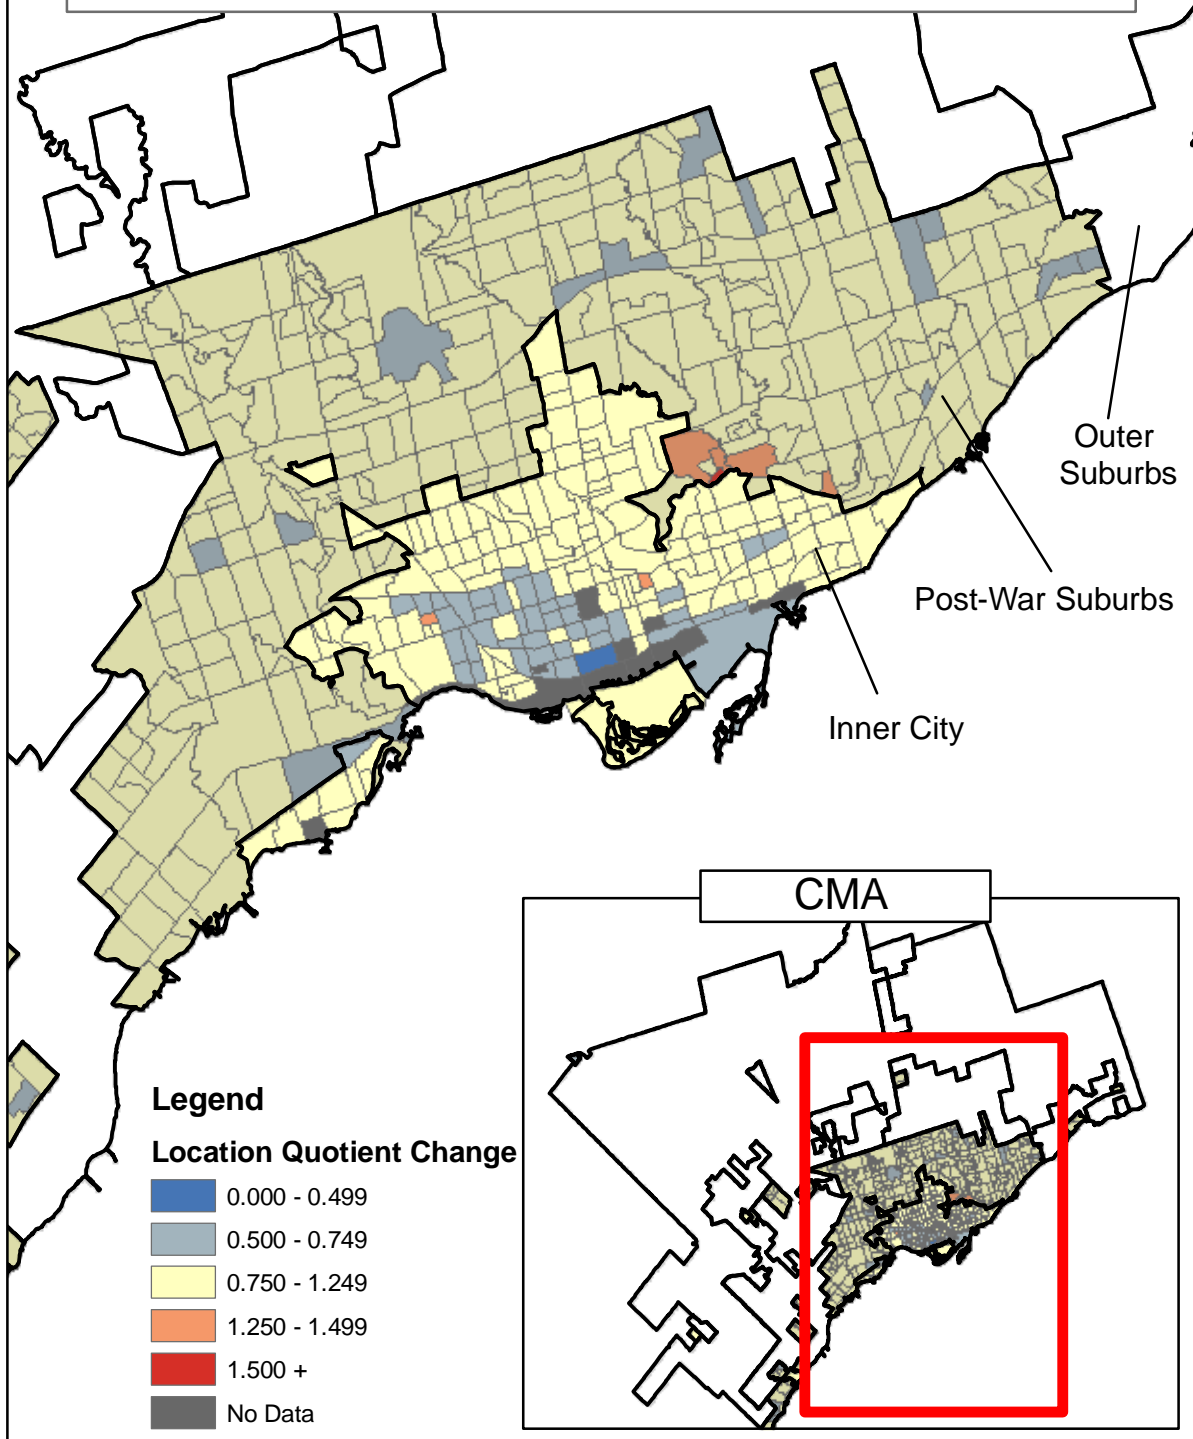 Outer
Suburbs
Post-War Suburbs
Inner City
CMA
Legend
Location Quotient Change
0.000 - 0.499
0.500 - 0.749
0.750 - 1.249
1.250 - 1.499
1.500 +
No Data